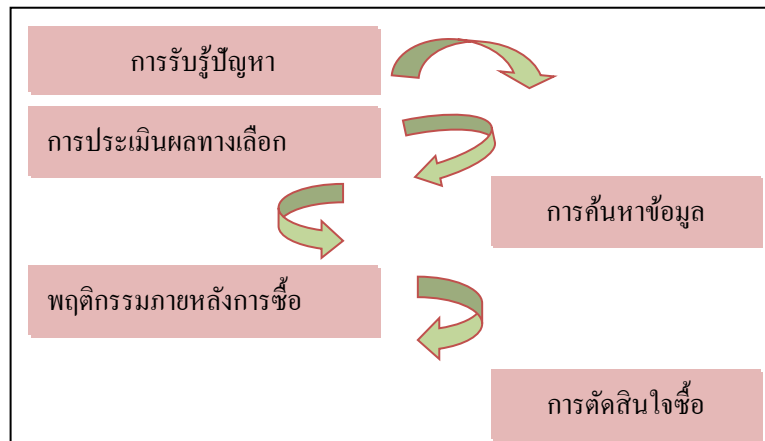 การรับรู้ปัญหา
การประเมินผลทางเลือก
การค้นหาข้อมูล
พฤติกรรมภายหลังการซื้อ
การตัดสินใจซื้อ